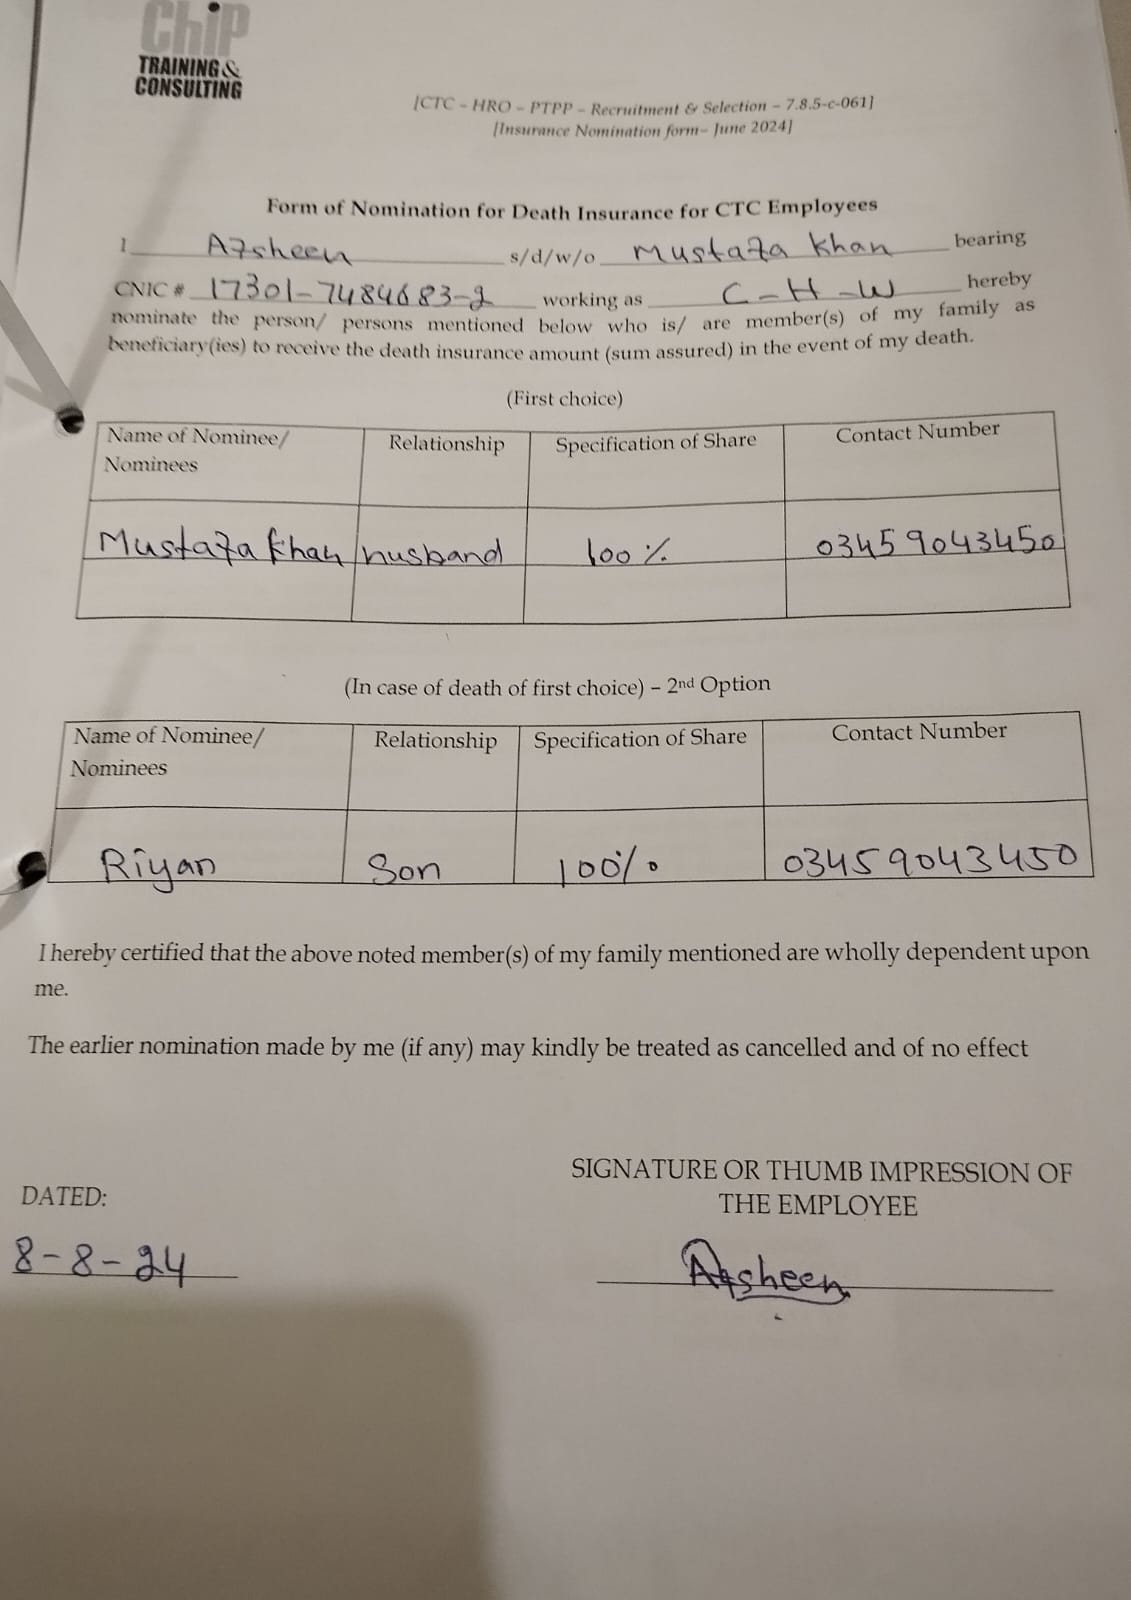 ChiP
TRAINING &
CONSULTING
[CTC – HRO – PTPP – Recruitment & Selection – 7.8.5-c-061]
[Insurance Nomination form– June 2024]
Form of Nomination for Death Insurance for CTC Employees
I Afsheen s/d/w/o Mustafa Khan bearing
CNIC # 17301-7484683-2 working as C-H-W hereby
nominate the person/ persons mentioned below who is/ are member(s) of my family as
beneficiary(ies) to receive the death insurance amount (sum assured) in the event of my death.
(First choice)
Name of Nominee/ Relationship Specification of Share Contact Number
Nominees
Mustafa Khan husband 100% 03459043450
(In case of death of first choice) – 2nd Option
Name of Nominee/ Relationship Specification of Share Contact Number
Nominees
Riyan Son 100% 03459043450
I hereby certified that the above noted member(s) of my family mentioned are wholly dependent upon
me.
The earlier nomination made by me (if any) may kindly be treated as cancelled and of no effect
SIGNATURE OR THUMB IMPRESSION OF
DATED: THE EMPLOYEE
8-8-24 Afsheen